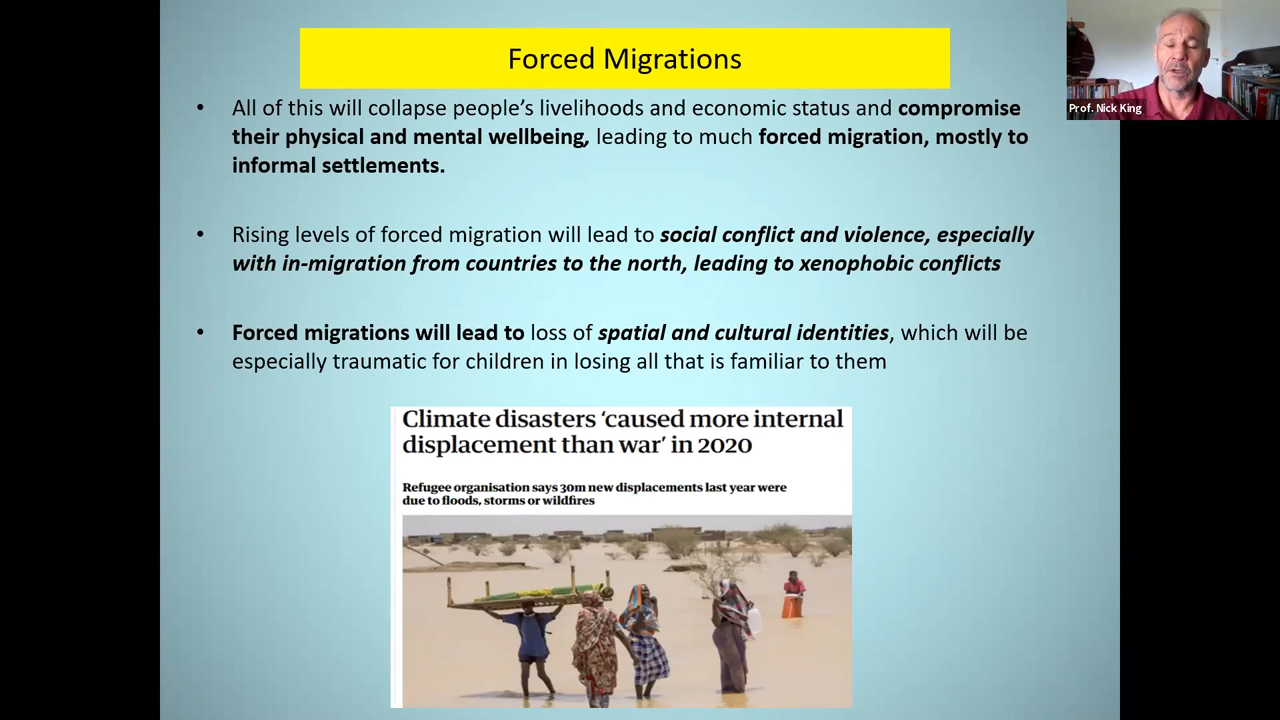 Forced Migrations
Prof. Nick King
• All of this will collapse people's livelihoods and economic status and compromise
their physical and mental wellbeing, leading to much forced migration, mostly to
informal settlements.
• Rising levels of forced migration will lead to social conflict and violence, especially
with in-migration from countries to the north, leading to xenophobic conflicts
• Forced migrations will lead to loss of spatial and cultural identities, which will be
especially traumatic for children in losing all that is familiar to them
Climate disasters ‘caused more internal
displacement than war’ in 2020
Refugee organisation says 30m new displacements last year were
due to floods, storms or wildfires